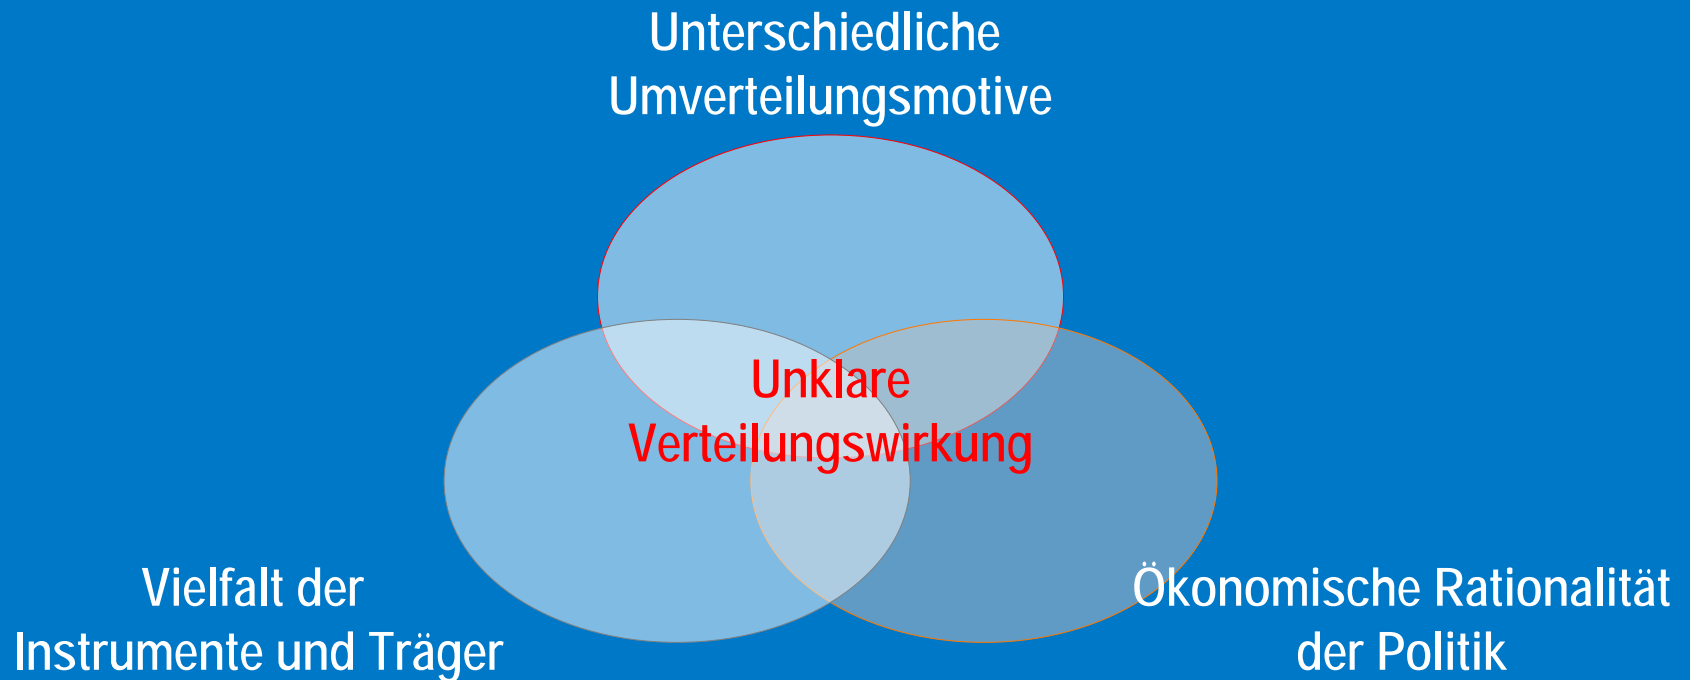 Unterschiedliche
Umverteilungsmotive
Unklare
Verteilungswirkung
Vielfalt der
Instrumente und Träger
Ökonomische Rationalität
der Politik